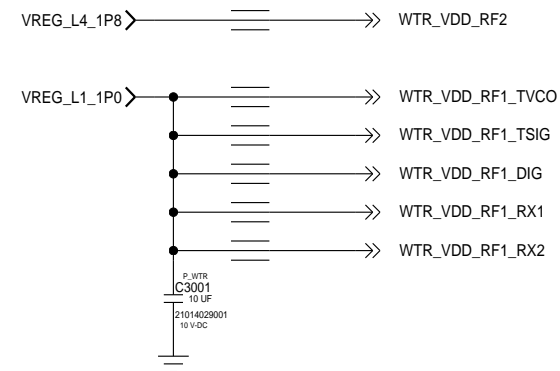 VREG_L4_1P8
WTR_VDD_RF2
VREG_L1_1P0
WTR_VDD_RF1_TVCO
WTR_VDD_RF1_TSIG
WTR_VDD_RF1_DIG
WTR_VDD_RF1_RX1
WTR_VDD_RF1_RX2
P_WTR
C3001
10 UF
21014029001
10 V-DC